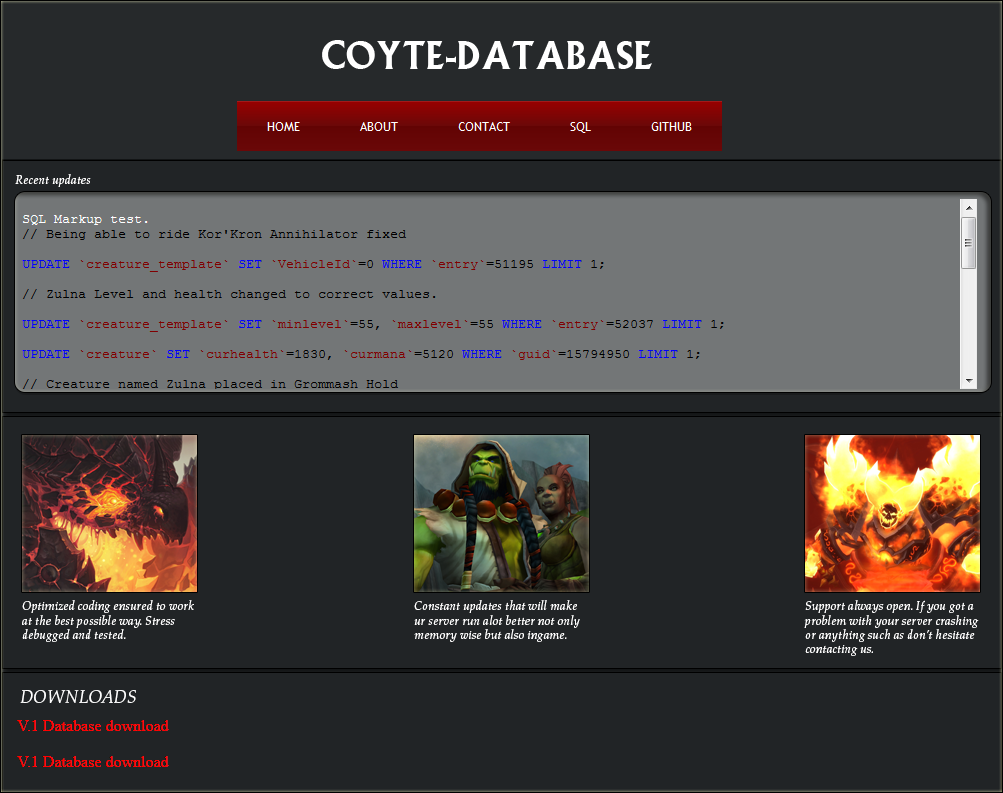 COYTE-DATABASE
HOME ABOUT CONTACT SQL GITHUB
Recent updates
SQL Markup test.
// Being able to ride Kor'Kron Annihilator fixed
UPDATE `creature_template` SET `VehicleId`=0 WHERE `entry`=51195 LIMIT 1;
// Zulna Level and health changed to correct values.
UPDATE `creature_template` SET `minlevel`=55, `maxlevel`=55 WHERE `entry`=52037 LIMIT 1;
UPDATE `creature` SET `curhealth`=1830, `curmana`=5120 WHERE `guid`=15794950 LIMIT 1;
// Creature named Zulna placed in Grommash Hold
Optimized coding ensured to work
at the best possible way. Stress
debugged and tested.
Constant updates that will make
ur server run alot better not only
memory wise but also ingame.
Support always open. If you got a
problem with your server crashing
or anything such as don't hesitate
contacting us.
DOWNLOADS
V.1 Database download
V.1 Database download